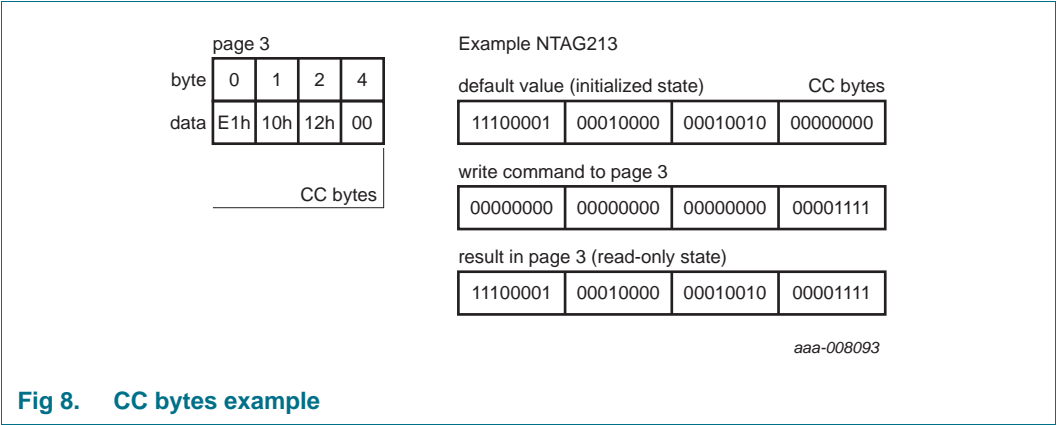 page 3
byte 0 1 2 4
data E1h 10h 12h 00
CC bytes
Example NTAG213
default value (initialized state) CC bytes
11100001 00010000 00010010 00000000
write command to page 3
00000000 00000000 00000000 00001111
result in page 3 (read-only state)
11100001 00010000 00010010 00001111
aaa-008093
Fig 8. CC bytes example